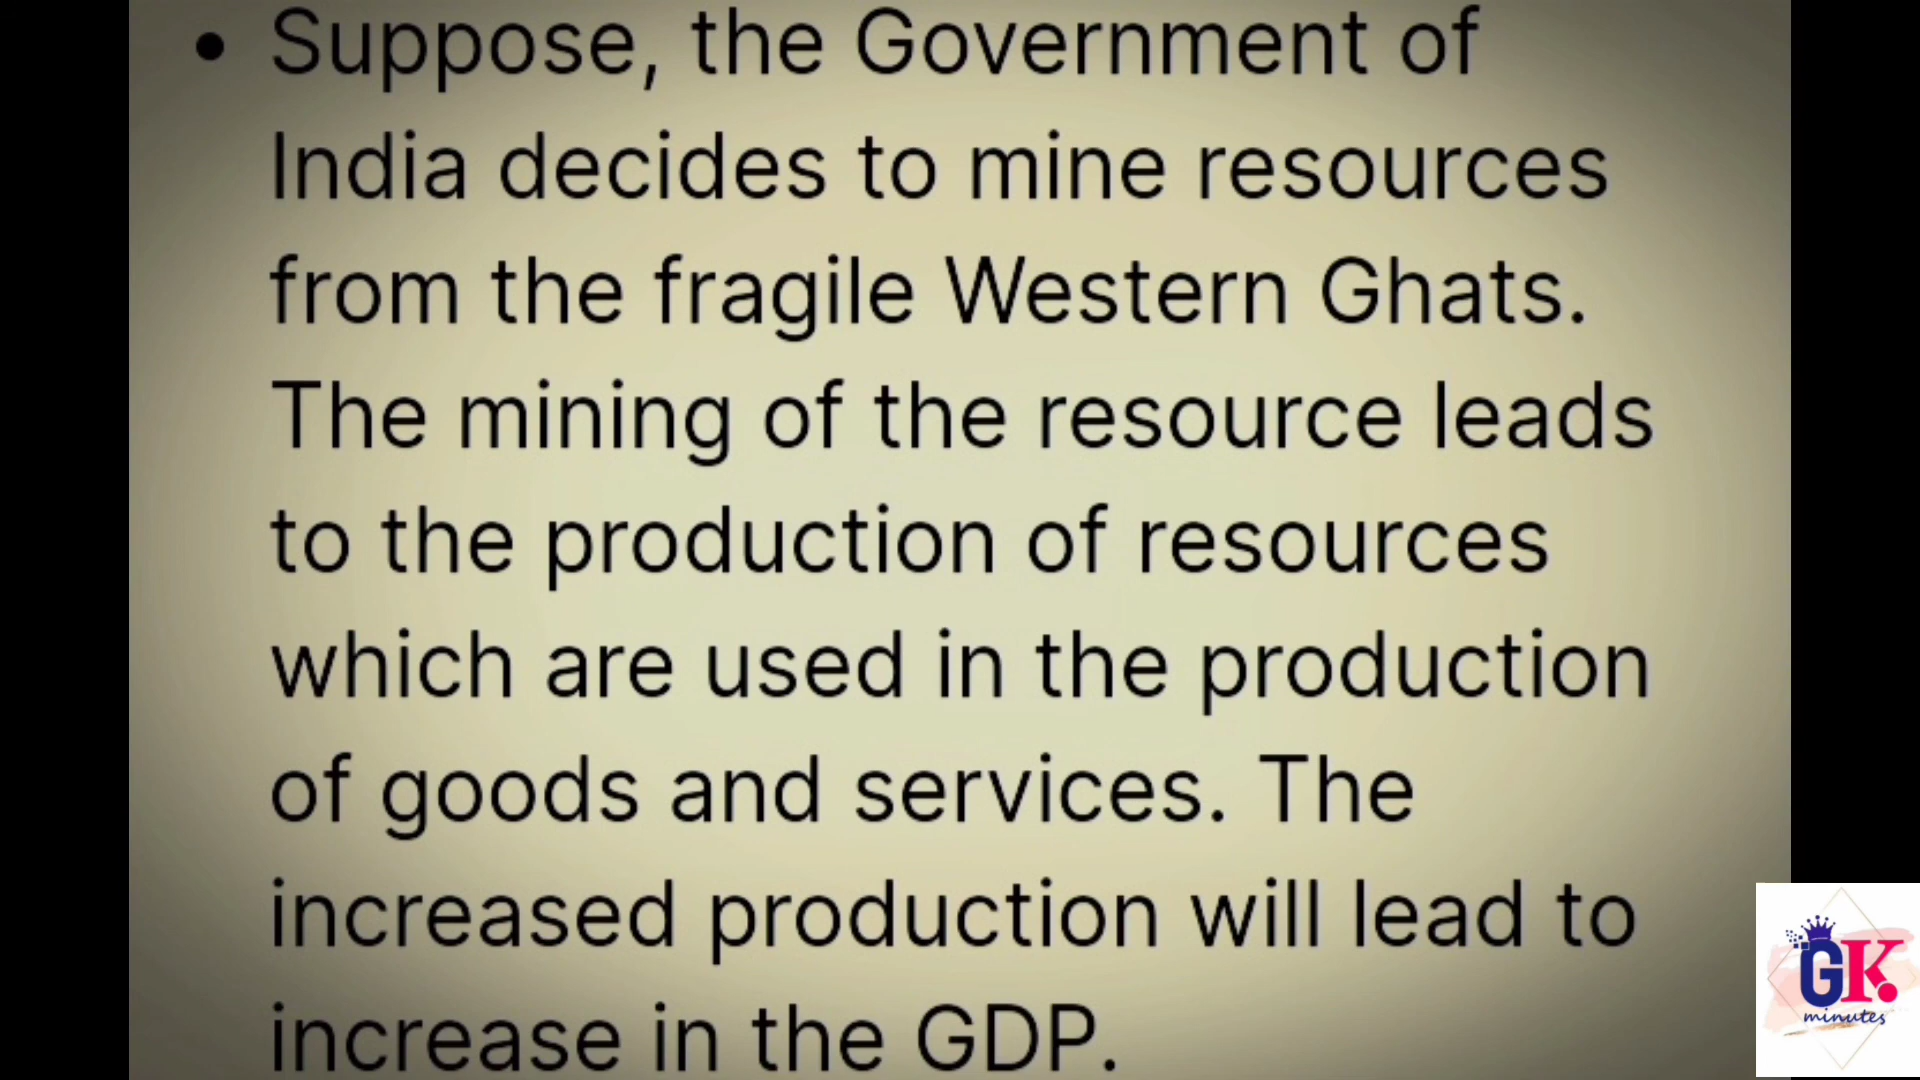 • Suppose, the Government of
India decides to mine resources
from the fragile Western Ghats.
The mining of the resource leads
to the production of resources
which are used in the production
of goods and services. The
increased production will lead to
increase in the GDP.
GK
minutes